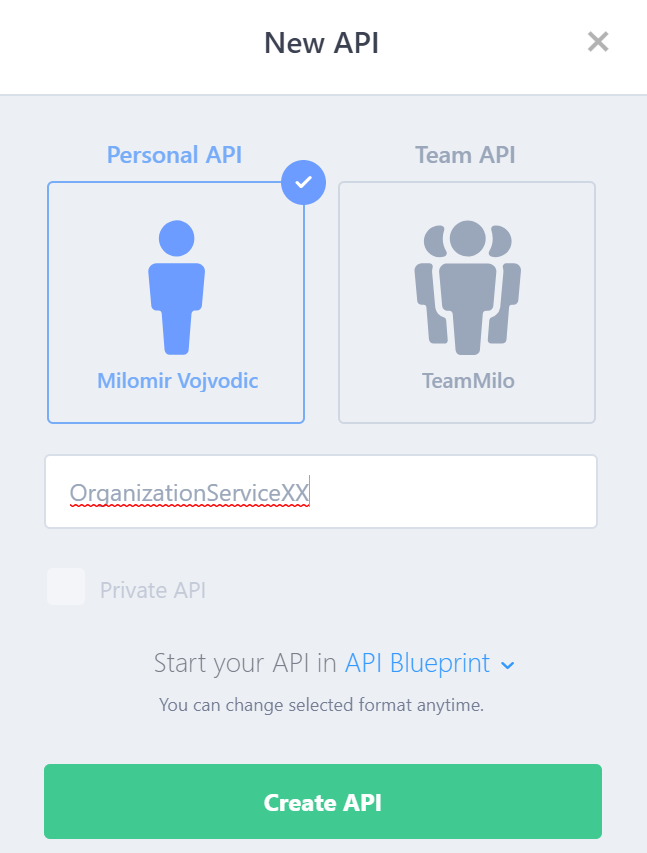 New API
Personal API
Team API
Milomir Vojvodic
TeamMilo
OrganizationServiceXX
Private API
Start your API in API Blueprint
You can change selected format anytime.
Create API